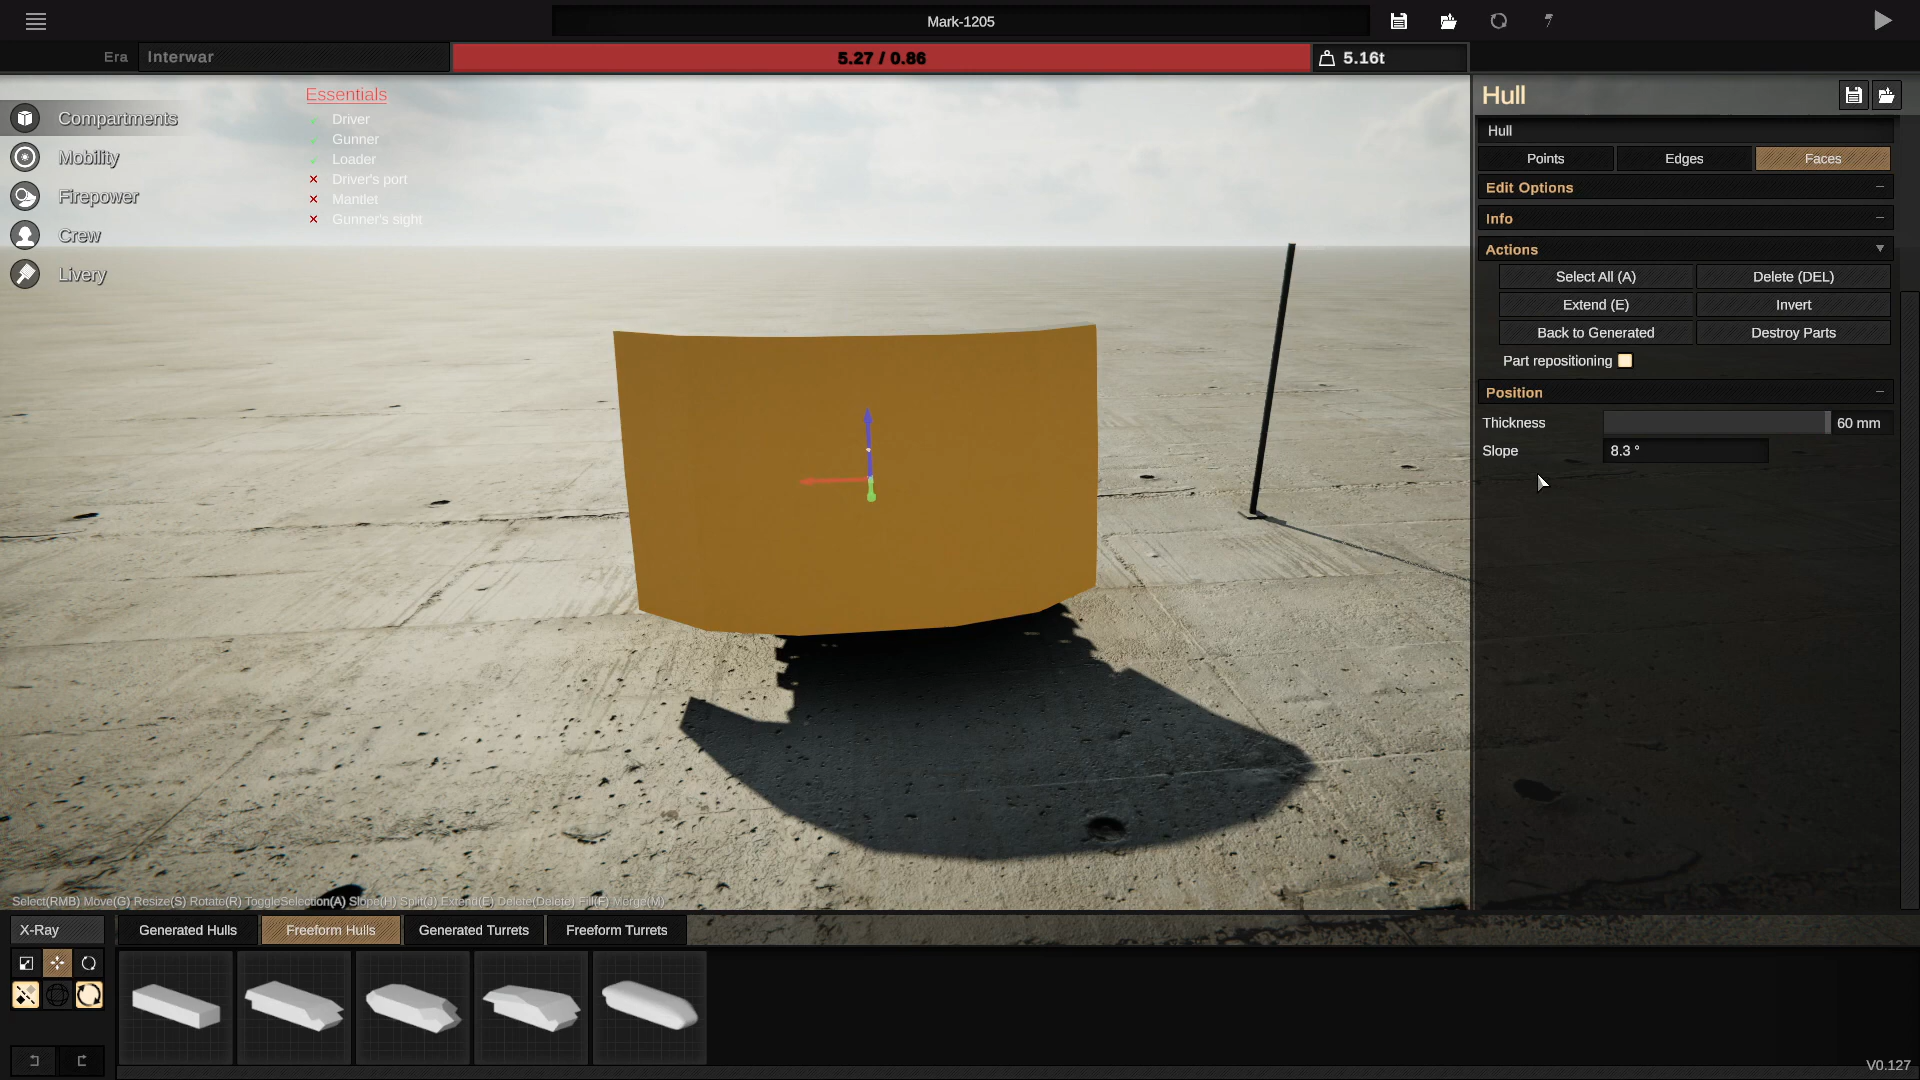 Mark-1205
Era
Interwar
5.27 / 0.86
5.16t
Essentials
Driver
Gunner
Loader
Driver's port
Mantlet
Gunner's sight
Compartments
Mobility
Firepower
Crew
Livery
Hull
Hull
Points
Edges
Faces
Edit Options
Info
Actions
Select All (A)
Delete (DEL)
Extend (E)
Invert
Back to Generated
Destroy Parts
Part repositioning
Position
Thickness
60 mm
Slope
8.3 °
Select(RMB) Move(G) Resize(S) Rotate(R) ToggleSelection(A) Slope(H) Split(J) Extend(E) Delete(Delete) Fill(F) Merge(M)
X-Ray
Generated Hulls
Freeform Hulls
Generated Turrets
Freeform Turrets
V0.127